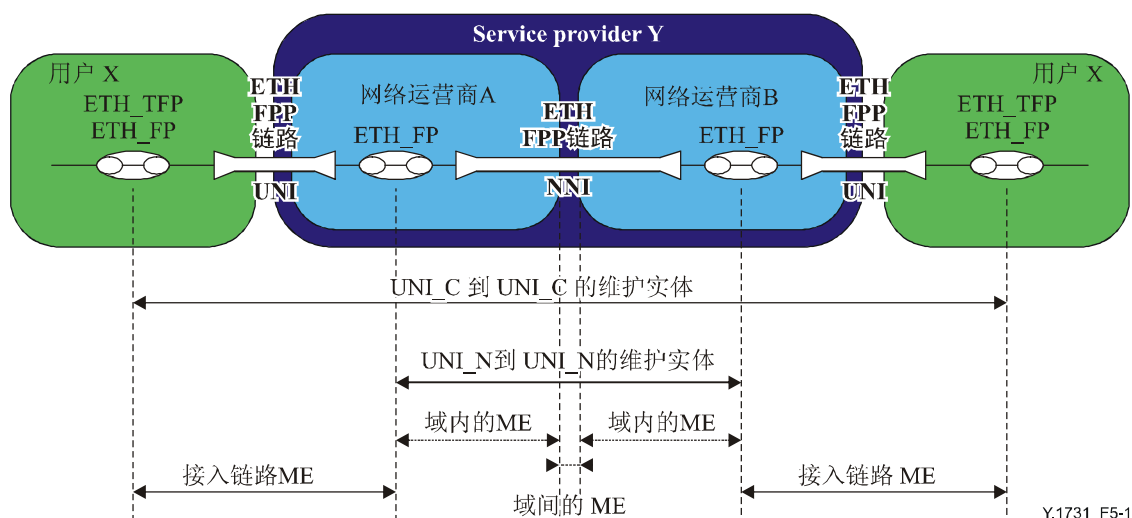 Service provider Y
用户 X
ETH_TFP
ETH_FP
ETH
FPP
链路
UNI
网络运营商A
ETH_FP
ETH
FPP链路
NNI
网络运营商B
ETH_FP
ETH
FPP
链路
UNI
用户 X
ETH_TFP
ETH_FP
UNI_C 到 UNI_C 的维护实体
UNI_N到 UNI_N的维护实体
域内的ME
域内的ME
接入链路ME
域间的 ME
接入链路 ME
Y.1731_F5-1